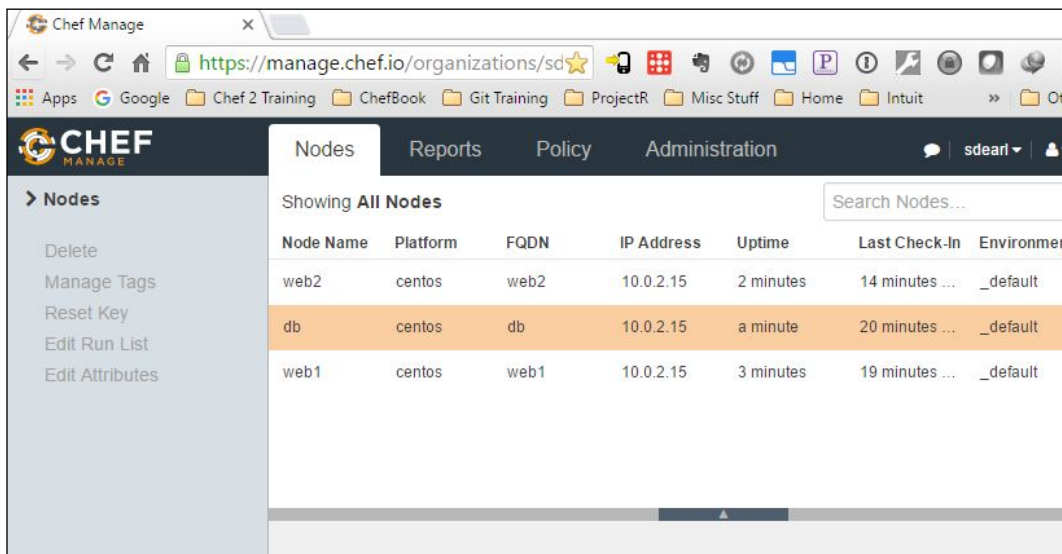 Chef Manage
https://manage.chef.io/organizations/sd
Apps Google Chef 2 Training ChefBook Git Training ProjectR Misc Stuff Home Intuit » Ot
CHEF
MANAGE
Nodes Reports Policy Administration sdearl
Nodes
Showing All Nodes Search Nodes...
Delete
Manage Tags
Reset Key
Edit Run List
Edit Attributes
Node Name Platform FQDN IP Address Uptime Last Check-In Environmen
web2 centos web2 10.0.2.15 2 minutes 14 minutes ... _default
db centos db 10.0.2.15 a minute 20 minutes ... _default
web1 centos web1 10.0.2.15 3 minutes 19 minutes ... _default